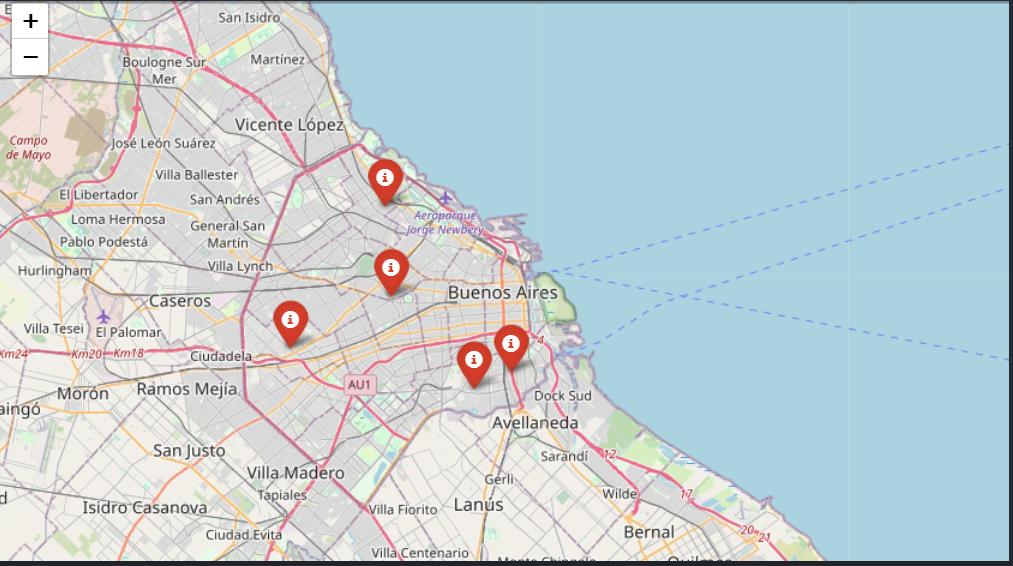 +
−
San Isidro
Boulogne Sur
Mer
Martínez
Vicente López
Campo
de Mayo
José León Suárez
Villa Ballester
El Libertador
San Andrés
Loma Hermosa
General San
Martín
Aeroparque
Jorge Newbery
Pablo Podestá
Villa Lynch
Hurlingham
Caseros
Buenos Aires
Villa Tesei
El Palomar
Km24
Km20
Km18
Ciudadela
4
AU1
Ramos Mejía
Morón
Dock Sud
Avellaneda
San Justo
Sarandí
12
Villa Madero
Gerli
Tapiales
Wilde
17
Isidro Casanova
Villa Fiorito
Lanús
Ciudad Evita
Bernal
20
21
Villa Centenario
i
i
i
i
i